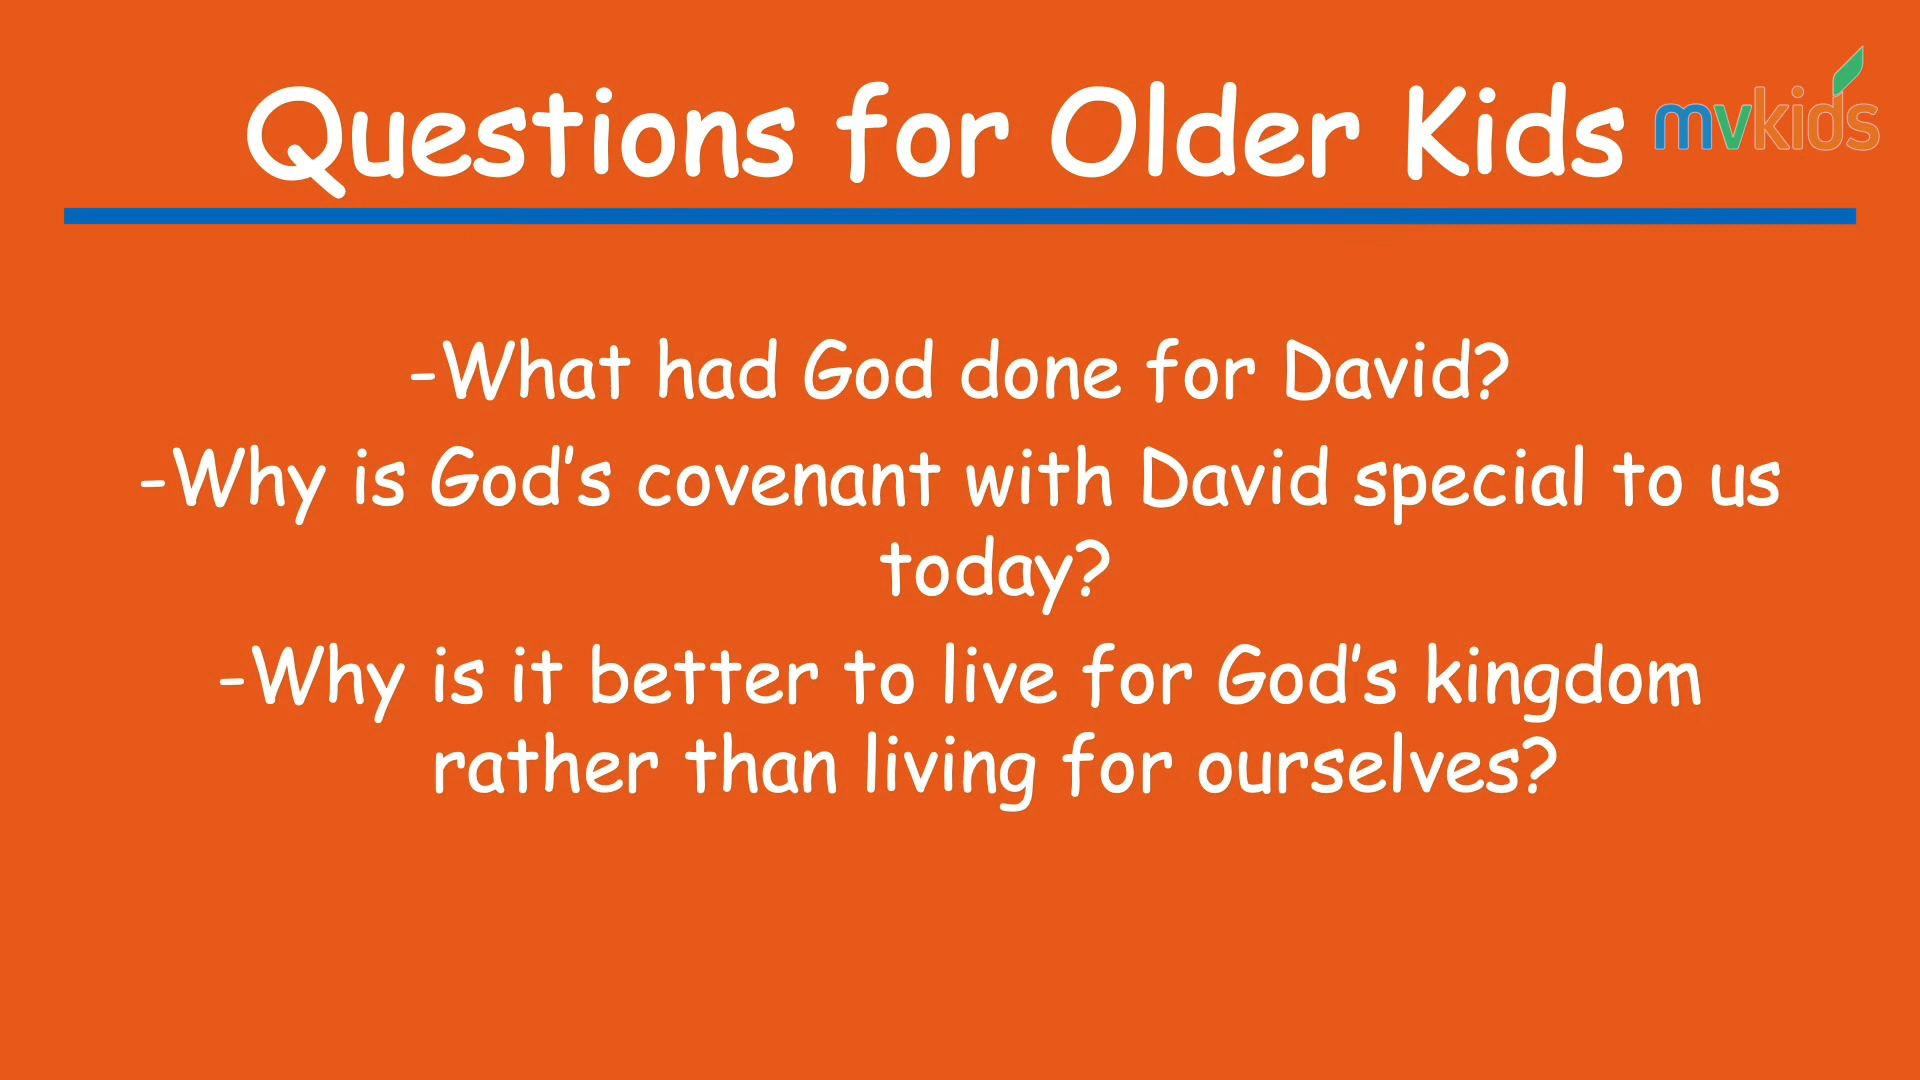 Questions for Older Kids
mvkids
-What had God done for David?
-Why is God's covenant with David special to us
today?
-Why is it better to live for God's kingdom
rather than living for ourselves?